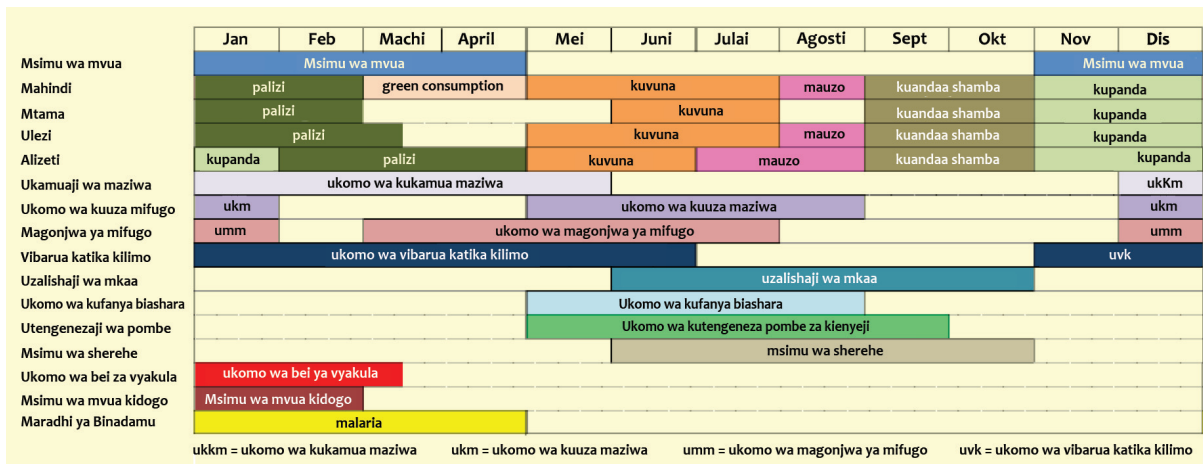 Jan Feb Machi April Mei Juni Julai Agosti Sept Okt Nov Dis
Msimu wa mvua Msimu wa mvua Msimu wa mvua
Mahindi palizi green consumption kuvuna mauzo kuandaa shamba kupanda
Mtama palizi kuvuna kuandaa shamba kupanda
Ulezi palizi kuvuna mauzo kuandaa shamba kupanda
Alizeti kupanda palizi kuvuna mauzo kuandaa shamba kupanda
Ukamuaji wa maziwa ukomo wa kukamua maziwa ukKm
Ukomo wa kuuza mifugo ukm ukomo wa kuuza maziwa ukm
Magonjwa ya mifugo umm ukomo wa magonjwa ya mifugo umm
Vibarua katika kilimo ukomo wa vibarua katika kilimo uvk
Uzalishaji wa mkaa uzalishaji wa mkaa
Ukomo wa kufanya biashara Ukomo wa kufanya biashara
Utengenezaji wa pombe Ukomo wa kutengeneza pombe za kienyeji
Msimu wa sherehe msimu wa sherehe
Ukomo wa bei za vyakula ukomo wa bei ya vyakula
Msimu wa mvua kidogo Msimu wa mvua kidogo
Maradhi ya Binadamu malaria
ukkm = ukomo wa kukamua maziwa ukm = ukomo wa kuuza maziwa umm = ukomo wa magonjwa ya mifugo uvk = ukomo wa vibarua katika kilimo